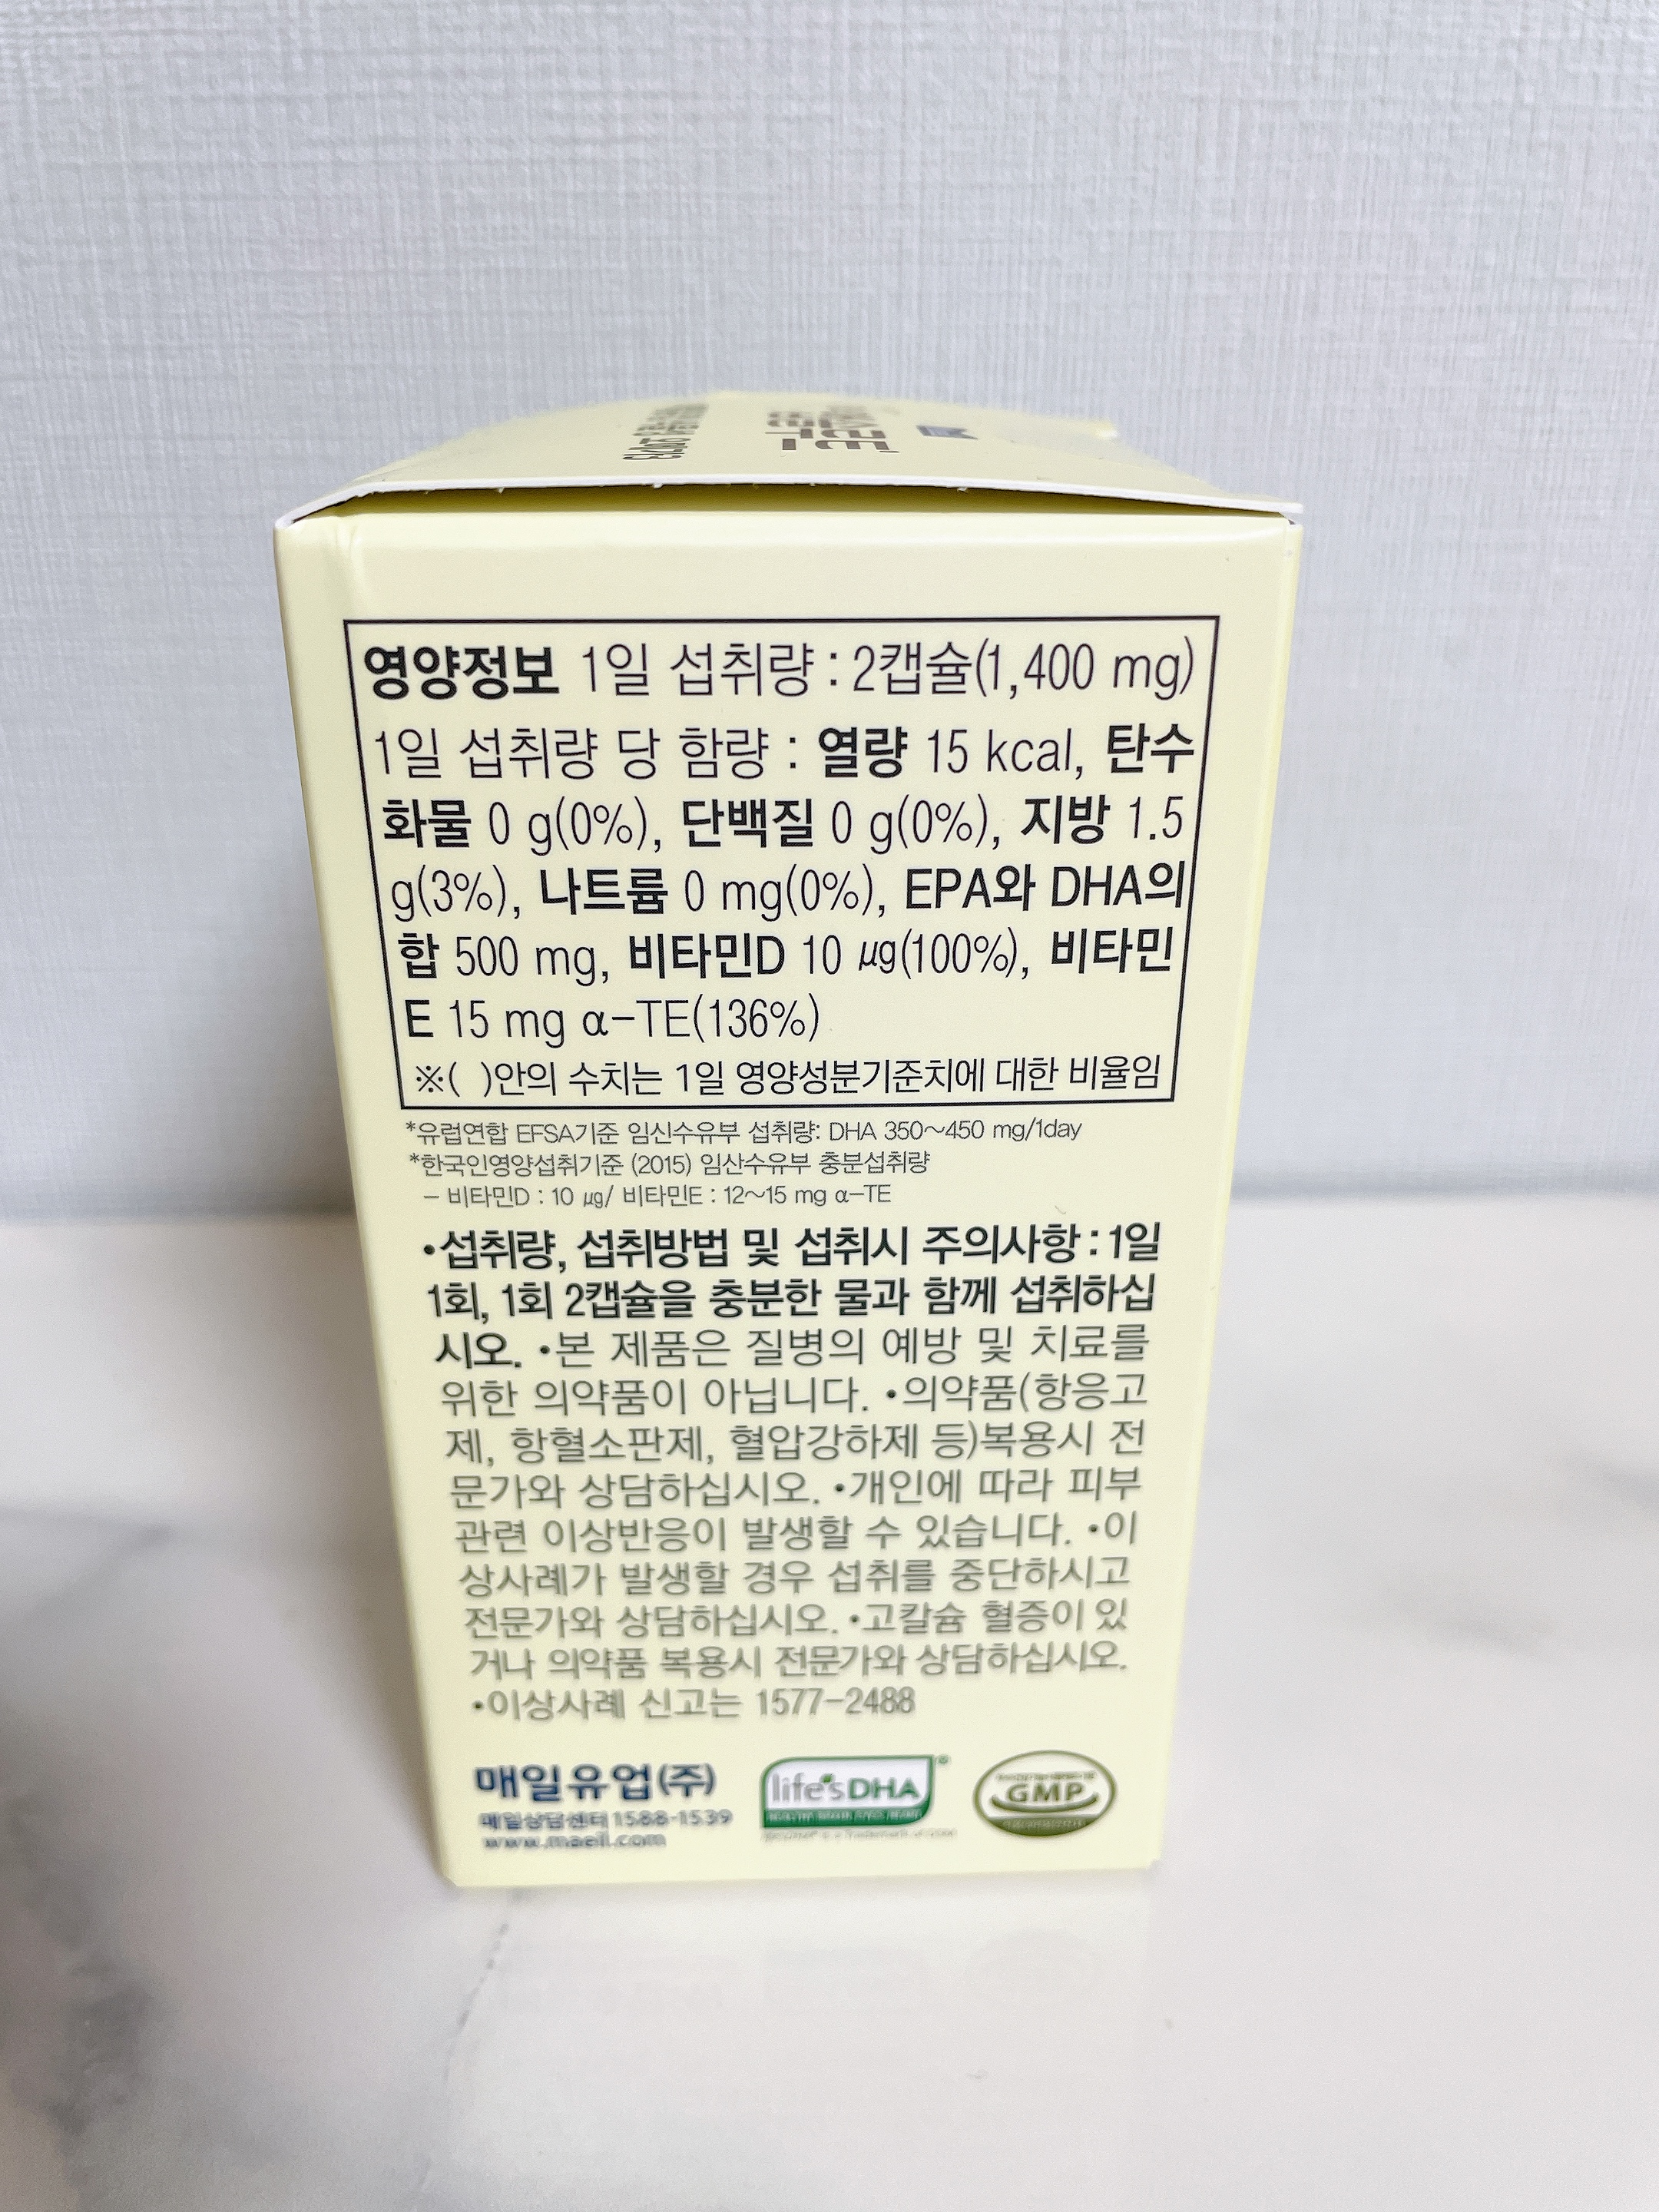 영양정보 1일 섭취량 : 2캡슐(1,400 mg)
1일 섭취량 당 함량 : 열량 15 kcal, 탄수
화물 0 g(0%), 단백질 0 g(0%), 지방 1.5
g(3%), 나트륨 0 mg(0%), EPA와 DHA의
합 500 mg, 비타민D 10 µg(100%), 비타민
E 15 mg α-TE(136%)
※( )안의 수치는 1일 영양성분기준치에 대한 비율임
*유럽연합 EFSA기준 임신수유부 섭취량: DHA 350~450 mg/1day
*한국인영양섭취기준 (2015) 임산수유부 충분섭취량
- 비타민D : 10 µg/ 비타민E : 12~15 mg α-TE
•섭취량, 섭취방법 및 섭취시 주의사항 : 1일
1회, 1회 2캡슐을 충분한 물과 함께 섭취하십
시오. •본 제품은 질병의 예방 및 치료를
위한 의약품이 아닙니다. •의약품(항응고
제, 항혈소판제, 혈압강하제 등)복용시 전
문가와 상담하십시오. •개인에 따라 피부
관련 이상반응이 발생할 수 있습니다. •이
상사례가 발생할 경우 섭취를 중단하시고
전문가와 상담하십시오. •고칼슘 혈증이 있
거나 의약품 복용시 전문가와 상담하십시오.
•이상사례 신고는 1577-2488
매일유업(주)
매일상담센터 1588-1539
www.maeil.com
life'sDHA®
GMP